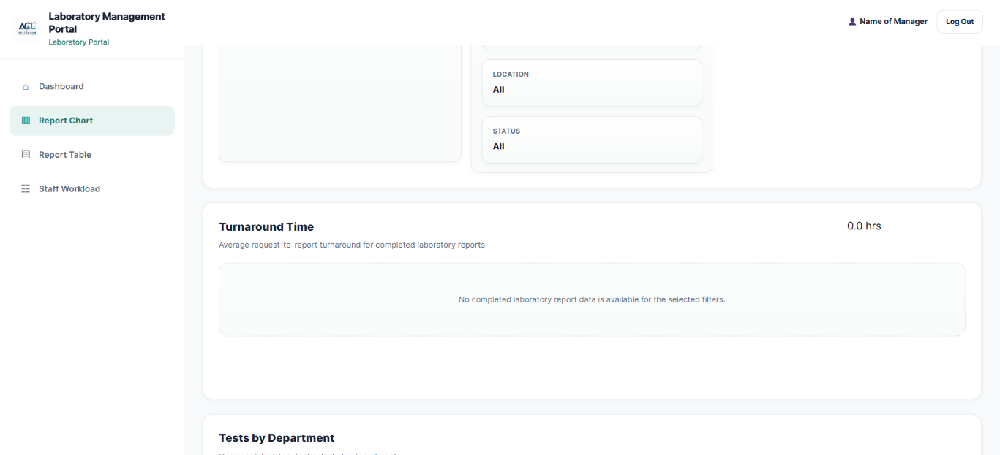 ACL
AUSTRALIAN
Laboratory Management
Portal
Laboratory Portal
Name of Manager
Log Out
Dashboard
Report Chart
Report Table
Staff Workload
LOCATION
All
STATUS
All
Turnaround Time
0.0 hrs
Average request-to-report turnaround for completed laboratory reports.
No completed laboratory report data is available for the selected filters.
Tests by Department